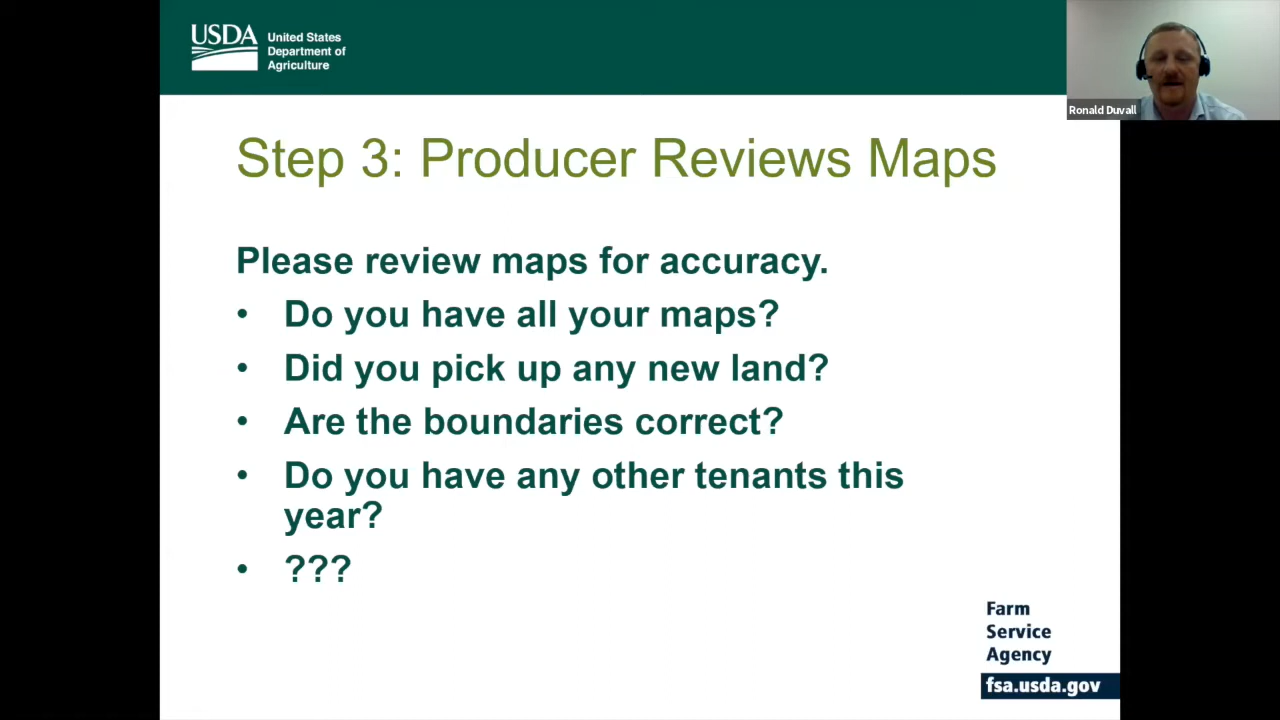 USDA
United States
Department of
Agriculture
Ronald Duvall
Step 3: Producer Reviews Maps
Please review maps for accuracy.
• Do you have all your maps?
• Did you pick up any new land?
• Are the boundaries correct?
• Do you have any other tenants this
year?
• ???
Farm
Service
Agency
fsa.usda.gov